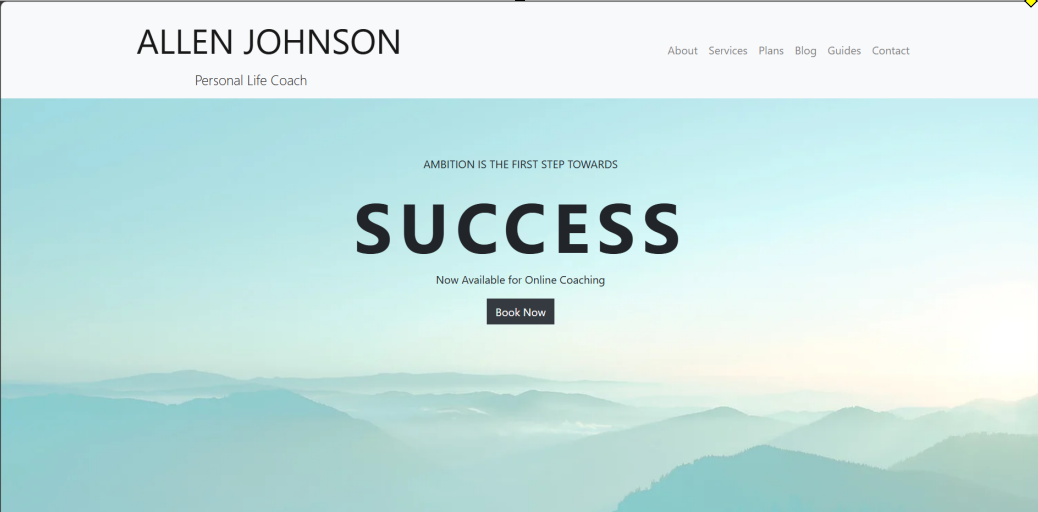 ALLEN JOHNSON
Personal Life Coach
About Services Plans Blog Guides Contact
AMBITION IS THE FIRST STEP TOWARDS
SUCCESS
Now Available for Online Coaching
Book Now